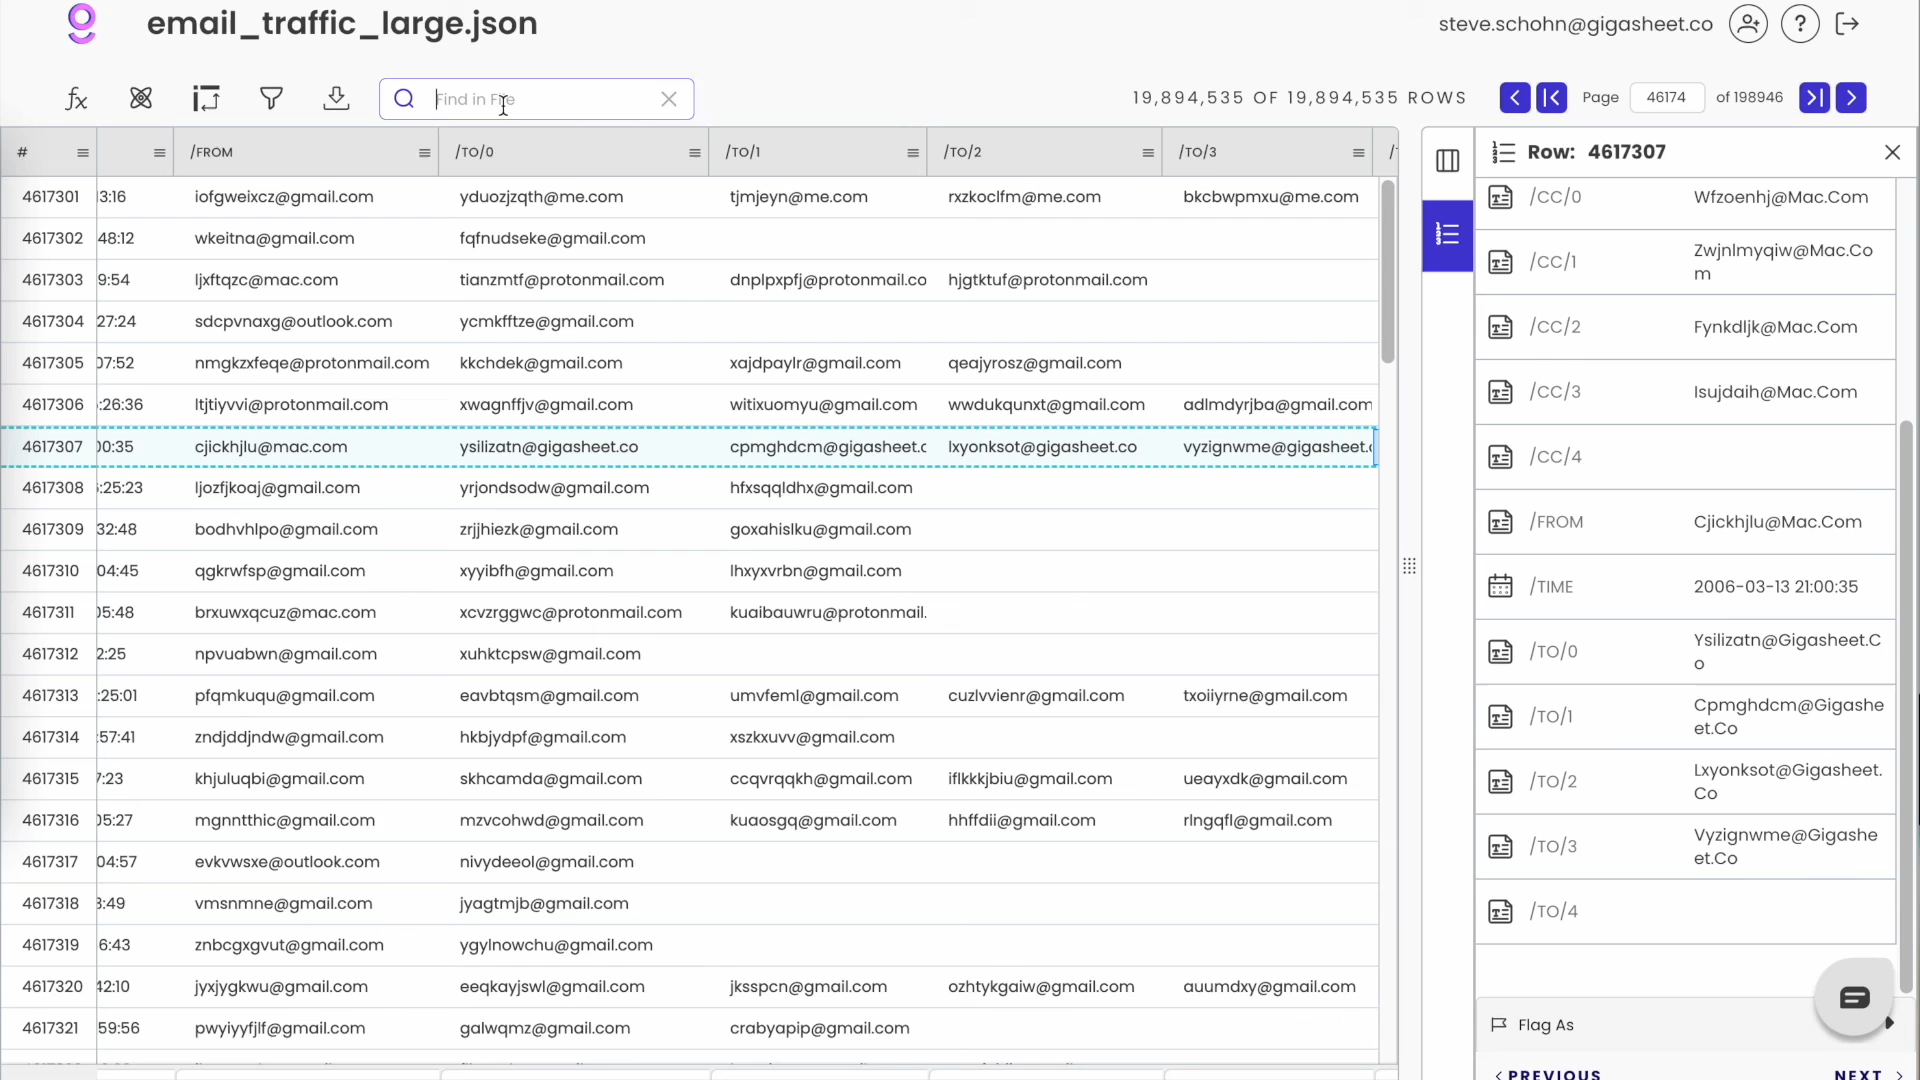 email_traffic_large.json
steve.schohn@gigasheet.co
fx
Find in File
19,894,535 OF 19,894,535 ROWS
Page 46174 of 198946
# /FROM /TO/0 /TO/1 /TO/2 /TO/3
4617301 13:16 iofgweixcz@gmail.com yduozjzqth@me.com tjmjeyn@me.com rxzkoclfm@me.com bkcbwpmxu@me.com
4617302 48:12 wkeitna@gmail.com fqfnudseke@gmail.com
4617303 9:54 ljxftqzc@mac.com tianzmtf@protonmail.com dnplpxpfj@protonmail.co hjgtktuf@protonmail.com
4617304 27:24 sdcpvnaxg@outlook.com ycmkfftze@gmail.com
4617305 07:52 nmgkzxfeqe@protonmail.com kkchdek@gmail.com xajdpaylr@gmail.com qeajyrosz@gmail.com
4617306 :26:36 ltjtiyvvi@protonmail.com xwagnffjv@gmail.com witixuomyu@gmail.com wwdukqunxt@gmail.com adlmdyrjba@gmail.com
4617307 00:35 cjickhjlu@mac.com ysilizatn@gigasheet.co cpmghdcm@gigasheet.c lxyonksot@gigasheet.co vyzignwme@gigasheet.
4617308 :25:23 ljozfjkoaj@gmail.com yrjondsodw@gmail.com hfxsqqldhx@gmail.com
4617309 32:48 bodhvhlpo@gmail.com zrjjhiezk@gmail.com goxahislku@gmail.com
4617310 04:45 qgkrwfsp@gmail.com xyyibfh@gmail.com lhxyxvrbn@gmail.com
4617311 05:48 brxuwxqcuz@mac.com xcvzrggwc@protonmail.com kuaibauwru@protonmail.
4617312 2:25 npvuabwn@gmail.com xuhktcpsw@gmail.com
4617313 :25:01 pfqmkuqu@gmail.com eavbtqsm@gmail.com umvfeml@gmail.com cuzlvvienr@gmail.com txoiiyrne@gmail.com
4617314 :57:41 zndjddjndw@gmail.com hkbjydpf@gmail.com xszkxuvv@gmail.com
4617315 7:23 khjuluqbi@gmail.com skhcamda@gmail.com ccqvrqqkh@gmail.com iflkkkjbiu@gmail.com ueayxdk@gmail.com
4617316 05:27 mgnntthic@gmail.com mzvcohwd@gmail.com kuaosgq@gmail.com hhffdii@gmail.com rlngqfl@gmail.com
4617317 04:57 evkvwsxe@outlook.com nivydeeol@gmail.com
4617318 3:49 vmsnmne@gmail.com jyagtmjb@gmail.com
4617319 6:43 znbcgxgvut@gmail.com ygylnowchu@gmail.com
4617320 42:10 jyxjygkwu@gmail.com eeqkayjswl@gmail.com jksspcn@gmail.com ozhtykgaiw@gmail.com auumdxy@gmail.com
4617321 59:56 pwyiyyfjlf@gmail.com galwqmz@gmail.com crabyapip@gmail.com
Row: 4617307
/CC/0 Wfzoenhj@Mac.Com
/CC/1 Zwjnlmyqiw@Mac.Co
m
/CC/2 Fynkdljk@Mac.Com
/CC/3 Isujdaih@Mac.Com
/CC/4
/FROM Cjickhjlu@Mac.Com
/TIME 2006-03-13 21:00:35
/TO/0 Ysilizatn@Gigasheet.C
o
/TO/1 Cpmghdcm@Gigashe
et.Co
/TO/2 Lxyonksot@Gigasheet.
Co
/TO/3 Vyzignwme@Gigashe
et.Co
/TO/4
Flag As
PREVIOUS NEXT